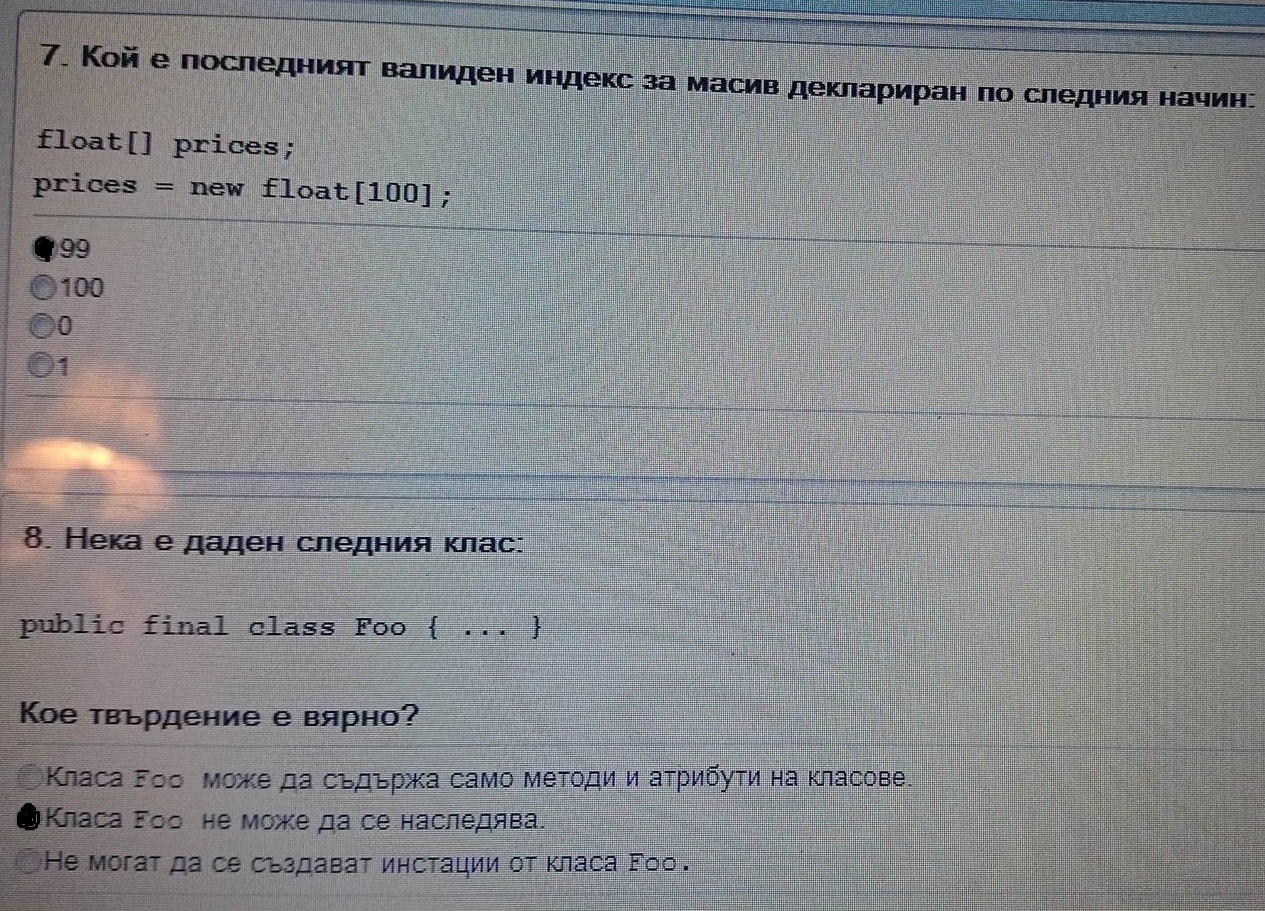 7. Кой е последният валиден индекс за масив деклариран по следния начин:
float[] prices;
prices = new float[100];
99
100
0
1
8. Нека е даден следния клас:
public final class Foo { ... }
Кое твърдение е вярно?
Класа Foo може да съдържа само методи и атрибути на класове.
Класа Foo не може да се наследява.
Не могат да се създават инстации от класа Foo.